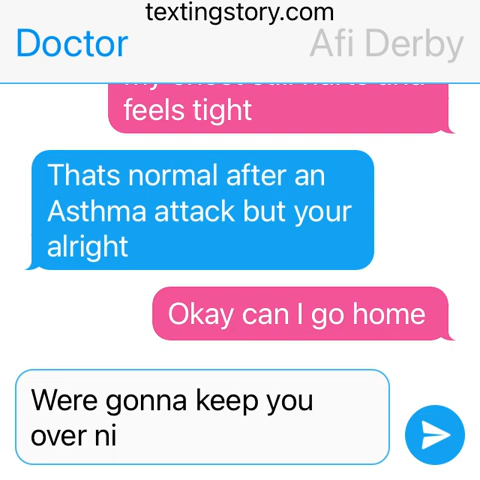 textingstory.com
Doctor Afi Derby
feels tight
Thats normal after an
Asthma attack but your
alright
Okay can I go home
Were gonna keep you
over ni